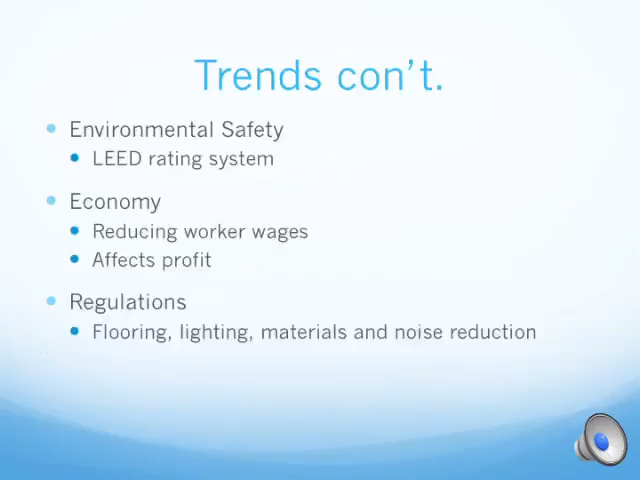 Trends con’t.
Environmental Safety
LEED rating system
Economy
Reducing worker wages
Affects profit
Regulations
Flooring, lighting, materials and noise reduction